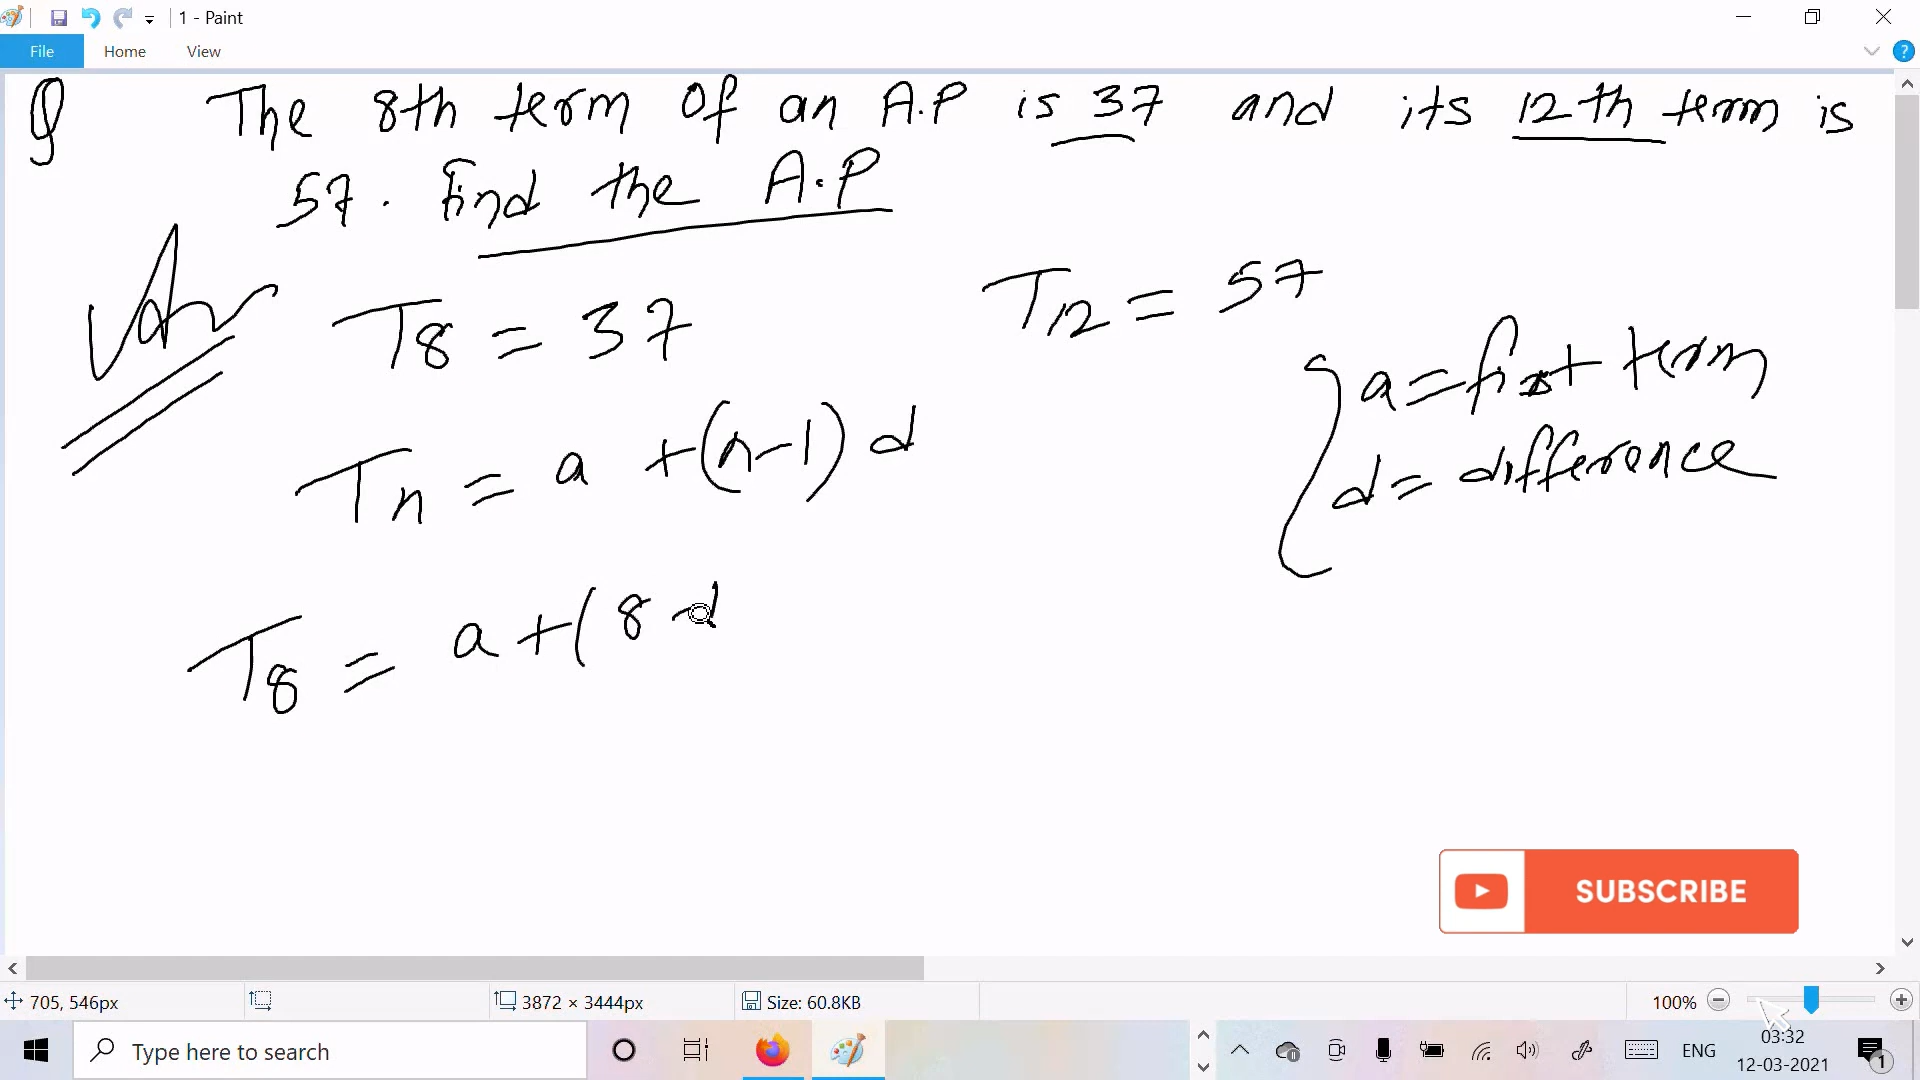 1 - Paint
File Home View
Q The 8th term of an A.P is 37 and its 12th term is
57. find the A.P
T8 = 37 T12 = 57
a = first term
Tn = a + (n-1) d
d = difference
T8 = a + ( 8 -1
SUBSCRIBE
705, 546px 3872 × 3444px Size: 60.8KB 100%
Type here to search ENG 03:32 12-03-2021 1